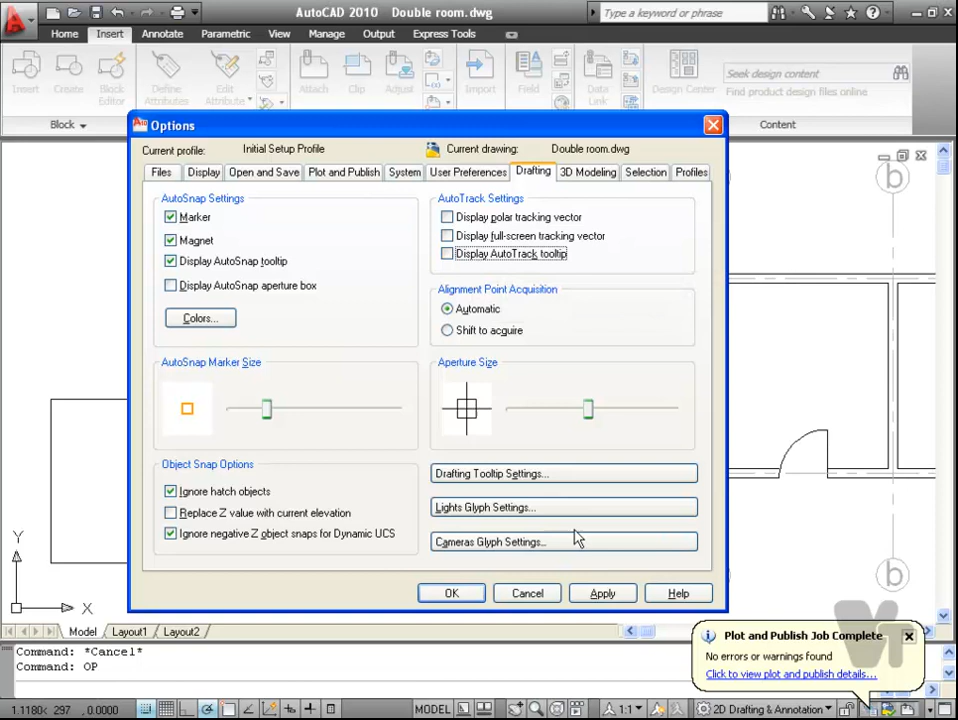 AutoCAD 2010 Double room.dwg
Type a keyword or phrase
Home Insert Annotate Parametric View Manage Output Express Tools
Insert Create Block Editor Define Attributes Edit Attribute Attach Clip Adjust Import Field Data Link Design Center
Seek design content
Find online product design files
Block Content
Options
Current profile: Initial Setup Profile Current drawing: Double room.dwg
Files Display Open and Save Plot and Publish System User Preferences Drafting 3D Modeling Selection Profiles
AutoSnap Settings
Marker
Magnet
Display AutoSnap tooltip
Display AutoSnap aperture box
Colors...
AutoTrack Settings
Display polar tracking vector
Display full-screen tracking vector
Display AutoTrack tooltip
Alignment Point Acquisition
Automatic
Shift to acquire
AutoSnap Marker Size
Aperture Size
Object Snap Options
Ignore hatch objects
Replace Z value with current elevation
Ignore negative Z object snaps for Dynamic UCS
Drafting Tooltip Settings...
Lights Glyph Settings...
Cameras Glyph Settings...
OK Cancel Apply Help
b
b
Y
X
Model Layout1 Layout2
Command: *Cancel*
Command: OP
Plot and Publish Job Complete
No errors or warnings found
Click to view plot and publish details...
VT
1.1180< 297 , 0.0000 MODEL 1:1 2D Drafting & Annotation